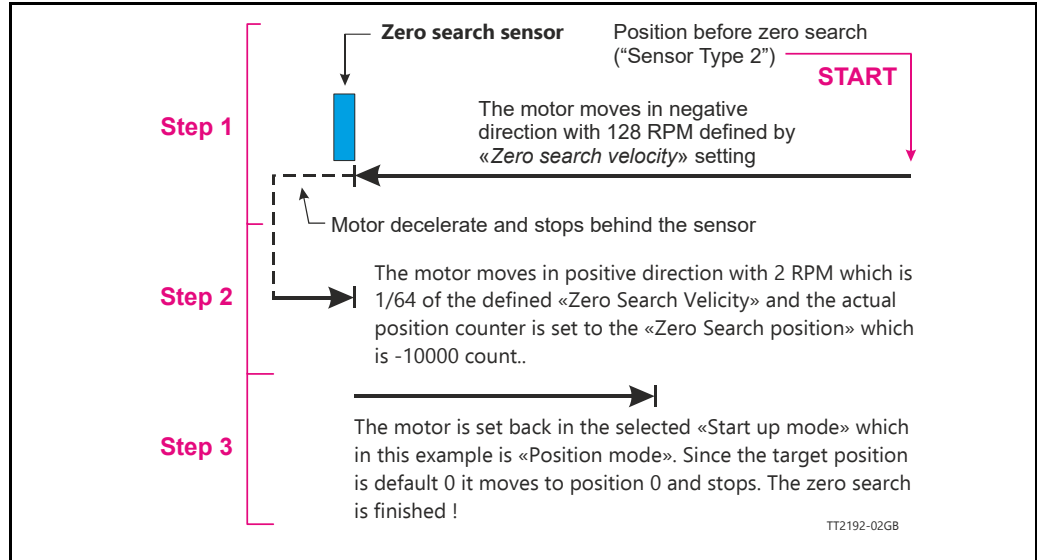 Zero search sensor
Position before zero search
(“Sensor Type 2”)
START
Step 1
The motor moves in negative
direction with 128 RPM defined by
«Zero search velocity» setting
Motor decelerate and stops behind the sensor
Step 2
The motor moves in positive direction with 2 RPM which is
1/64 of the defined «Zero Search Velicity» and the actual
position counter is set to the «Zero Search position» which
is -10000 count..
Step 3
The motor is set back in the selected «Start up mode» which
in this example is «Position mode». Since the target position
is default 0 it moves to position 0 and stops. The zero search
is finished !
TT2192-02GB